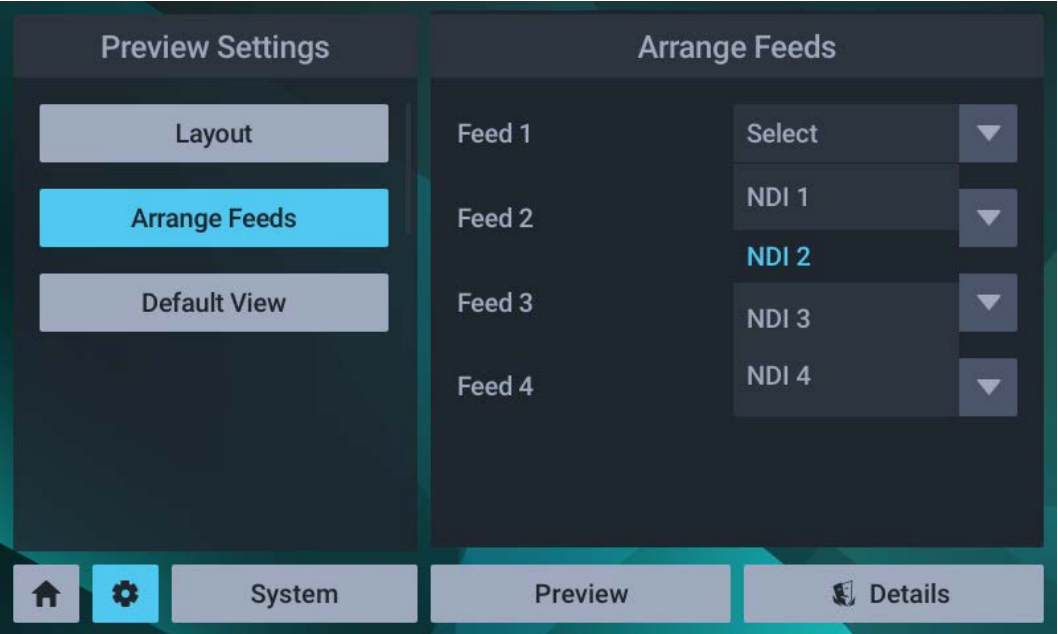 Preview Settings
Layout
Arrange Feeds
Default View
Arrange Feeds
Feed 1
Select
NDI 1
Feed 2
NDI 2
Feed 3
NDI 3
Feed 4
NDI 4
System
Preview
Details